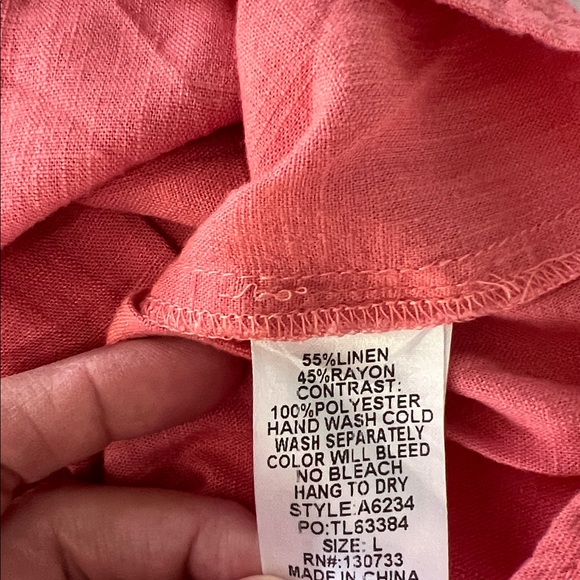 55%LINEN
45%RAYON
CONTRAST:
100%POLYESTER
HAND WASH COLD
WASH SEPARATELY
COLOR WILL BLEED
NO BLEACH
HANG TO DRY
STYLE:A6234
PO:TL63384
SIZE: L
RN#:130733
MADE IN CHINA